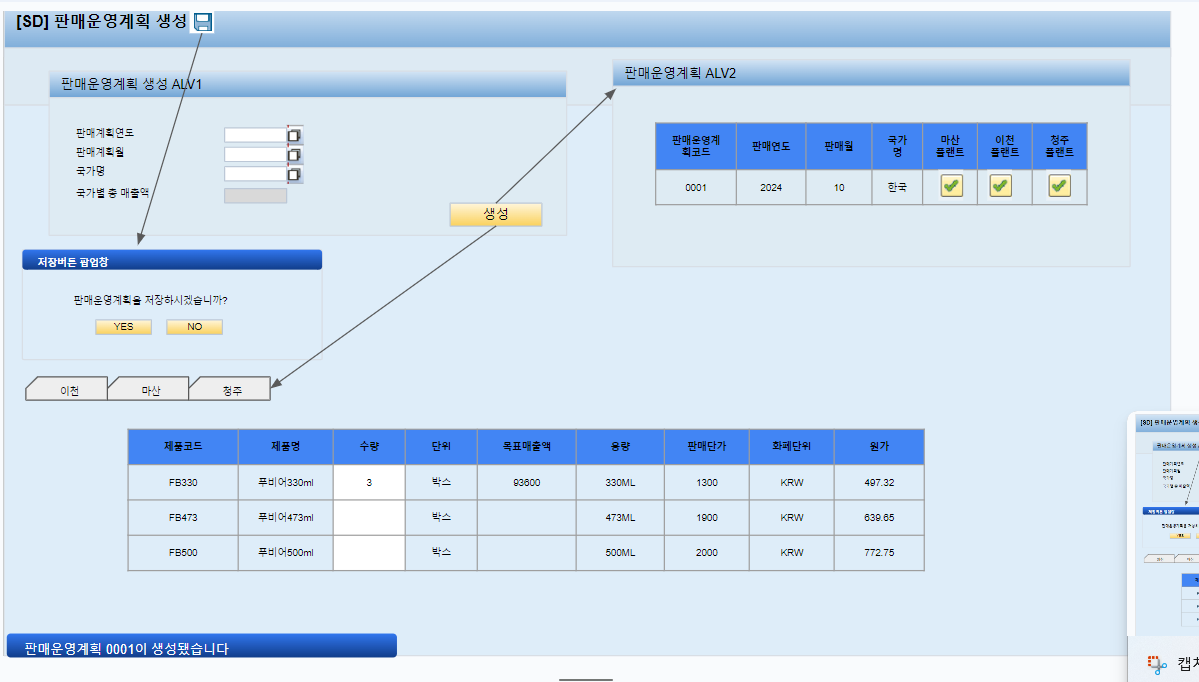 [SD] 판매운영계획 생성
판매운영계획 생성 ALV1
판매계획연도
판매계획월
국가명
국가별 총 매출액
생성
판매운영계획 ALV2
판매운영계 획코드 판매연도 판매월 국가 명 마산 플랜트 이천 플랜트 청주 플랜트
0001 2024 10 한국
저장버튼 팝업창
판매운영계획을 저장하시겠습니까?
YES NO
이천 마산 청주
제품코드 제품명 수량 단위 목표매출액 용량 판매단가 화페단위 원가
FB330 푸비어330ml 3 박스 93600 330ML 1300 KRW 497.32
FB473 푸비어473ml 박스 473ML 1900 KRW 639.65
FB500 푸비어500ml 박스 500ML 2000 KRW 772.75
판매운영계획 0001이 생성됐습니다